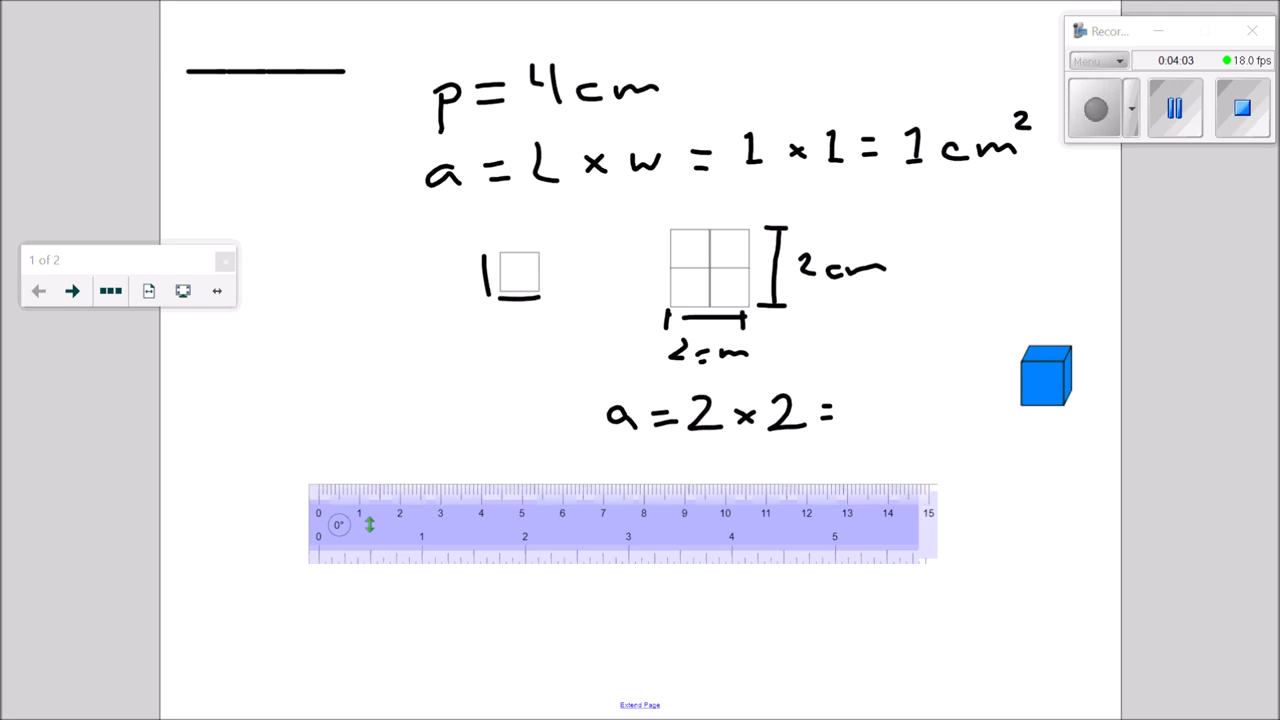 Recor...
Menu
0:04:03
18.0 fps
p = 4 cm
a = L × w = 1 × 1 = 1 cm²
1 of 2
2 cm
2 cm
a = 2 × 2 =
0 1 2 3 4 5 6 7 8 9 10 11 12 13 14 15
0°
0 1 2 3 4 5
Extend Page